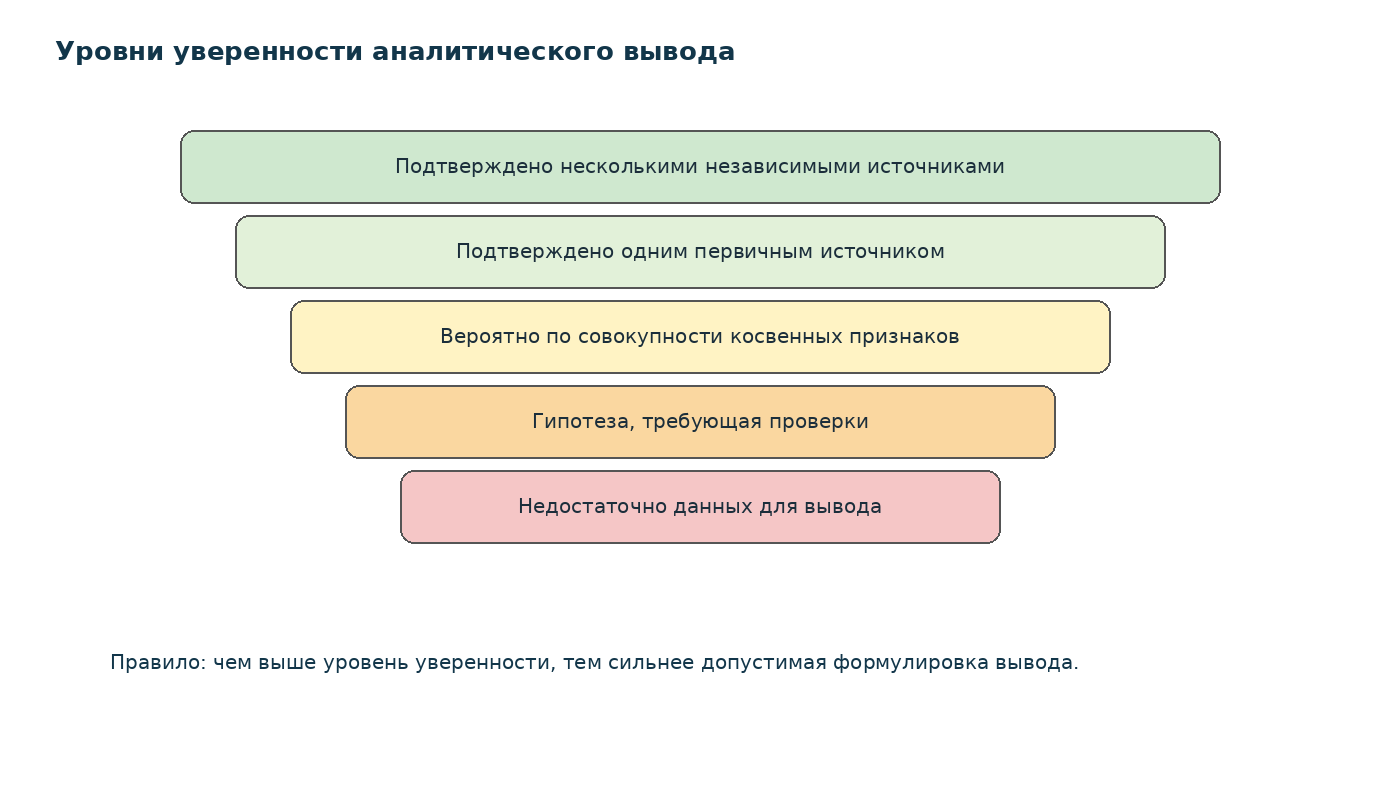 Уровни уверенности аналитического вывода
Подтверждено несколькими независимыми источниками
Подтверждено одним первичным источником
Вероятно по совокупности косвенных признаков
Гипотеза, требующая проверки
Недостаточно данных для вывода
Правило: чем выше уровень уверенности, тем сильнее допустимая формулировка вывода.